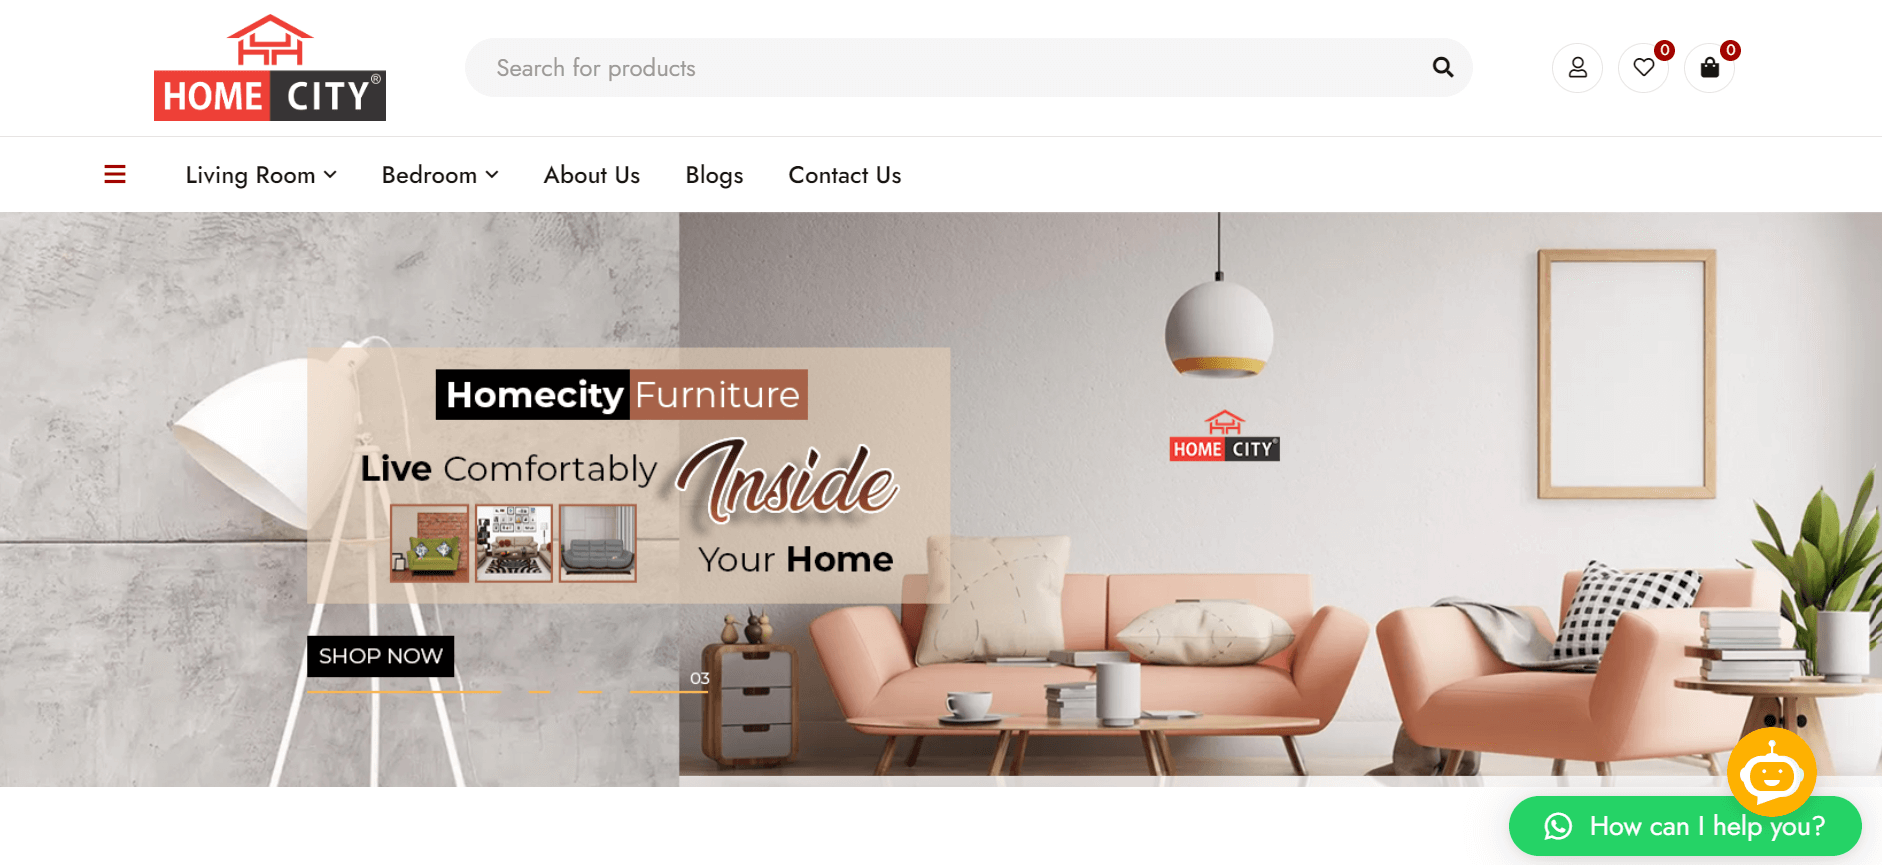 HOME CITY®
Search for products
0
0
Living Room
Bedroom
About Us
Blogs
Contact Us
Homecity Furniture
Live Comfortably Inside
Your Home
HOME CITY®
SHOP NOW
03
How can I help you?